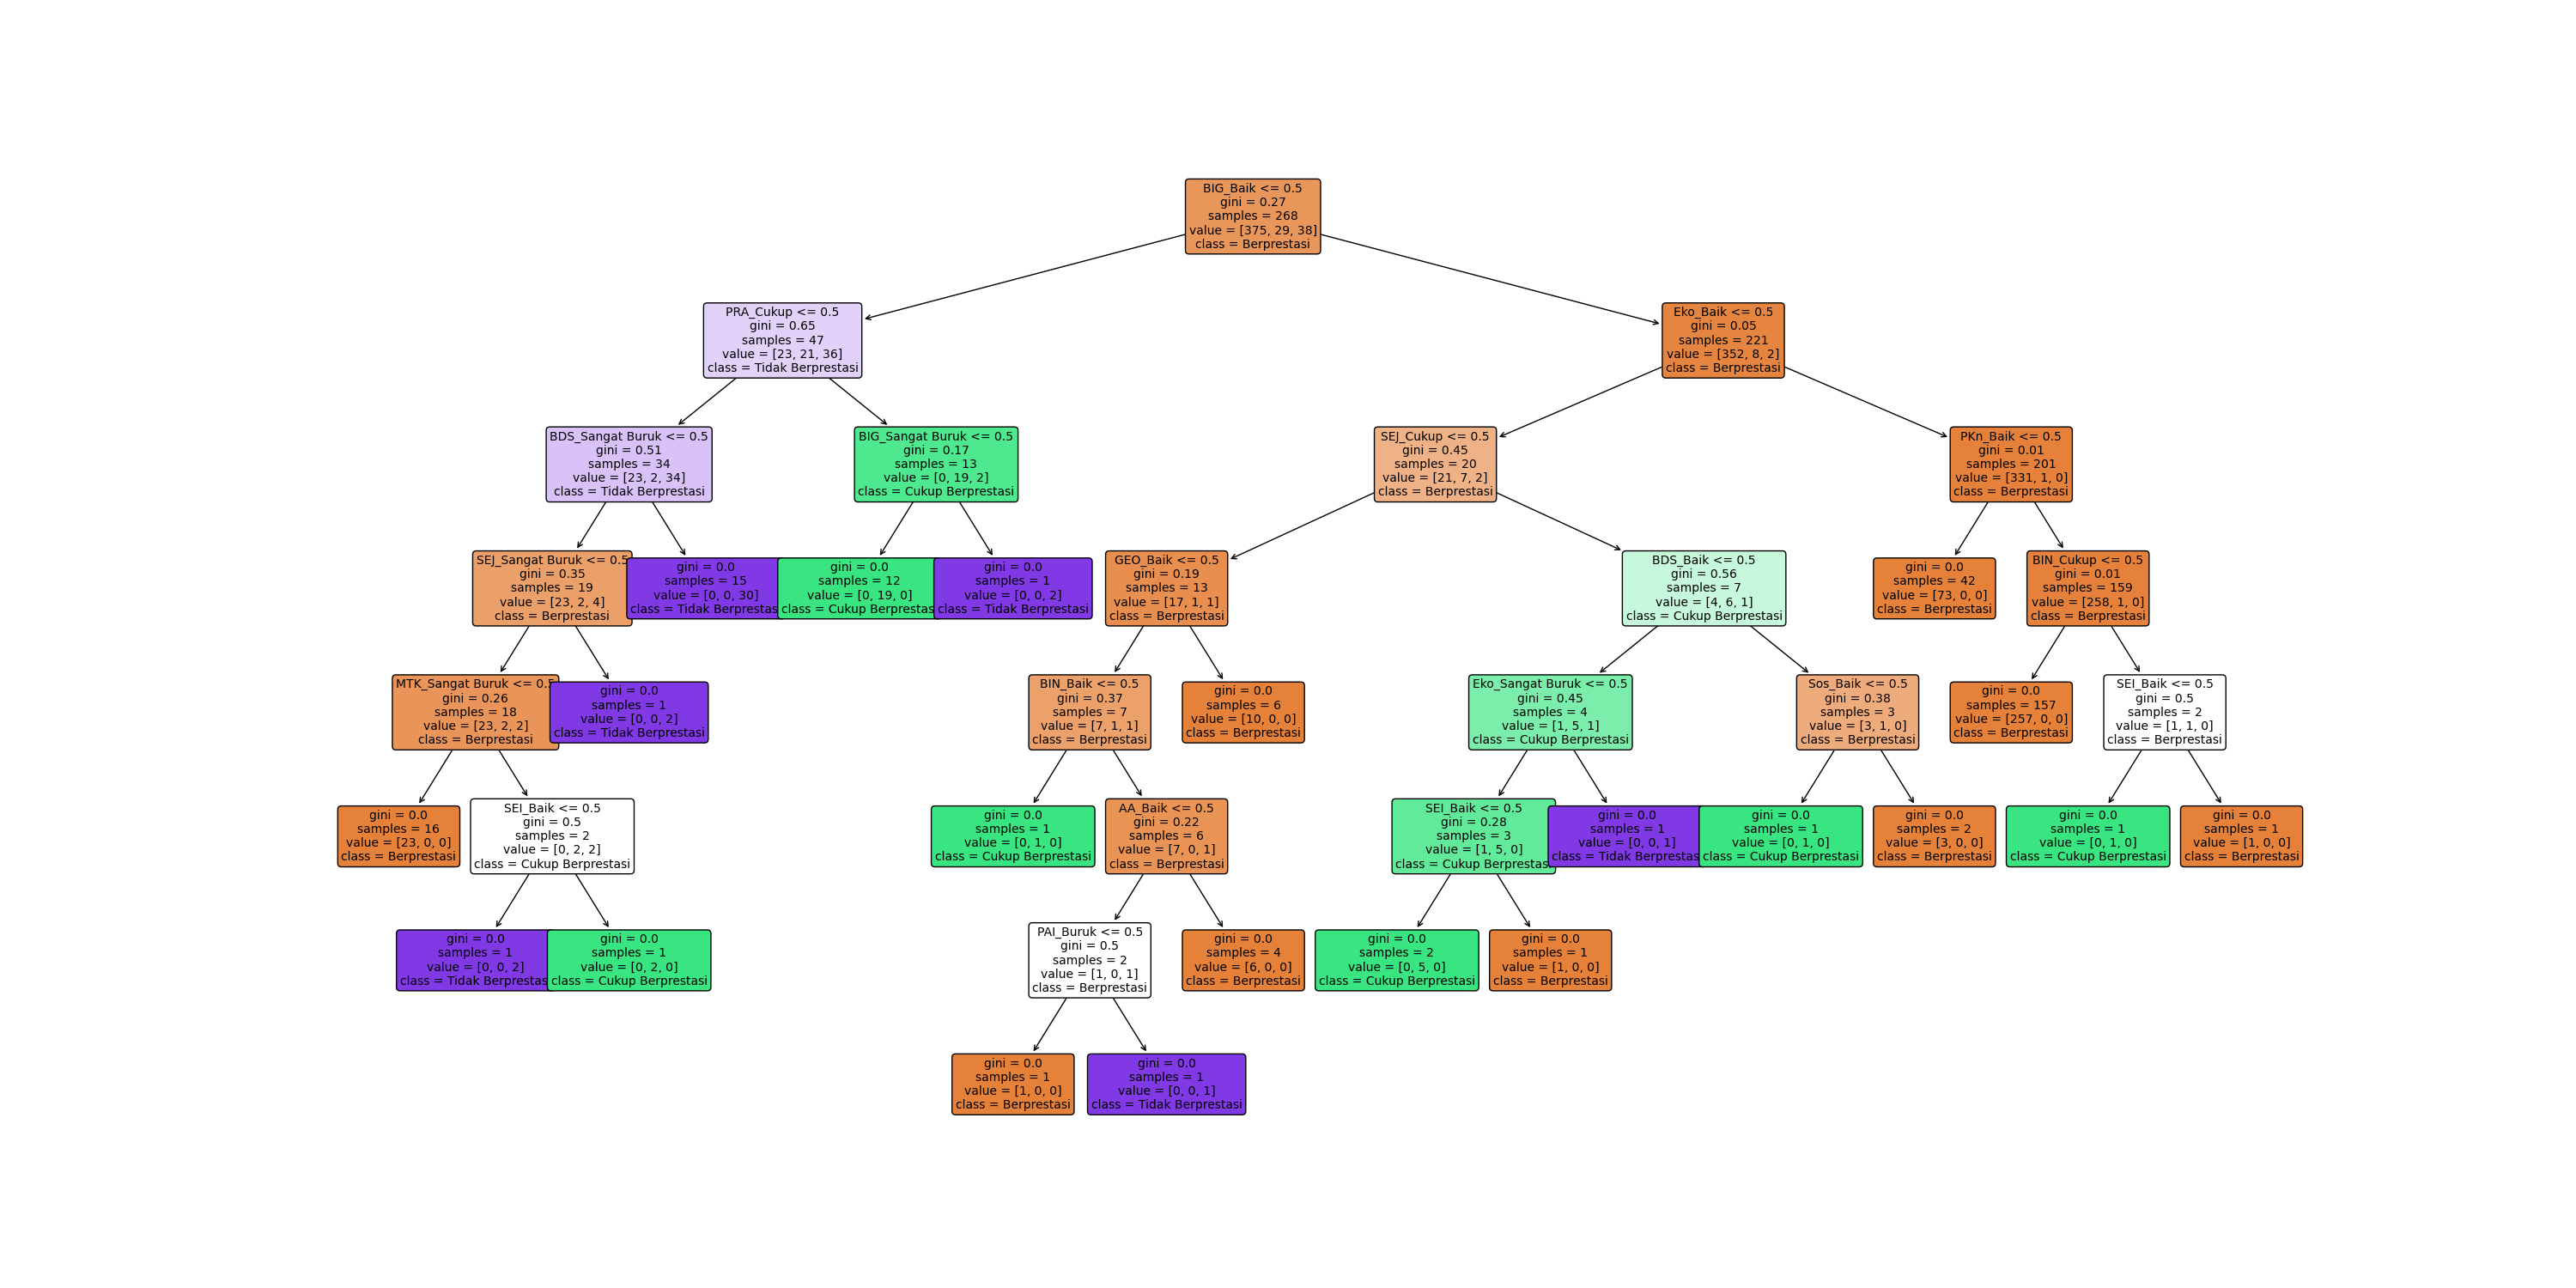 BIG_Baik <= 0.5
gini = 0.27
samples = 268
value = [375, 29, 38]
class = Berprestasi
PRA_Cukup <= 0.5
gini = 0.65
samples = 47
value = [23, 21, 36]
class = Tidak Berprestasi
Eko_Baik <= 0.5
gini = 0.05
samples = 221
value = [352, 8, 2]
class = Berprestasi
BDS_Sangat Buruk <= 0.5
gini = 0.51
samples = 34
value = [23, 2, 34]
class = Tidak Berprestasi
BIG_Sangat Buruk <= 0.5
gini = 0.17
samples = 13
value = [0, 19, 2]
class = Cukup Berprestasi
SEJ_Cukup <= 0.5
gini = 0.45
samples = 20
value = [21, 7, 2]
class = Berprestasi
PKn_Baik <= 0.5
gini = 0.01
samples = 201
value = [331, 1, 0]
class = Berprestasi
SEJ_Sangat Buruk <= 0.5
gini = 0.35
samples = 19
value = [23, 2, 4]
class = Berprestasi
gini = 0.0
samples = 15
value = [0, 0, 30]
class = Tidak Berprestas
gini = 0.0
samples = 12
value = [0, 19, 0]
class = Cukup Berprestas
gini = 0.0
samples = 1
value = [0, 0, 2]
class = Tidak Berprestasi
GEO_Baik <= 0.5
gini = 0.19
samples = 13
value = [17, 1, 1]
class = Berprestasi
BDS_Baik <= 0.5
gini = 0.56
samples = 7
value = [4, 6, 1]
class = Cukup Berprestasi
gini = 0.0
samples = 42
value = [73, 0, 0]
class = Berprestasi
BIN_Cukup <= 0.5
gini = 0.01
samples = 159
value = [258, 1, 0]
class = Berprestasi
MTK_Sangat Buruk <= 0.5
gini = 0.26
samples = 18
value = [23, 2, 2]
class = Berprestasi
gini = 0.0
samples = 1
value = [0, 0, 2]
class = Tidak Berprestasi
BIN_Baik <= 0.5
gini = 0.37
samples = 7
value = [7, 1, 1]
class = Berprestasi
gini = 0.0
samples = 6
value = [10, 0, 0]
class = Berprestasi
Eko_Sangat Buruk <= 0.5
gini = 0.45
samples = 4
value = [1, 5, 1]
class = Cukup Berprestasi
Sos_Baik <= 0.5
gini = 0.38
samples = 3
value = [3, 1, 0]
class = Berprestasi
gini = 0.0
samples = 157
value = [257, 0, 0]
class = Berprestasi
SEI_Baik <= 0.5
gini = 0.5
samples = 2
value = [1, 1, 0]
class = Berprestasi
gini = 0.0
samples = 16
value = [23, 0, 0]
class = Berprestasi
SEI_Baik <= 0.5
gini = 0.5
samples = 2
value = [0, 2, 2]
class = Cukup Berprestasi
gini = 0.0
samples = 1
value = [0, 1, 0]
class = Cukup Berprestasi
AA_Baik <= 0.5
gini = 0.22
samples = 6
value = [7, 0, 1]
class = Berprestasi
SEI_Baik <= 0.5
gini = 0.28
samples = 3
value = [1, 5, 0]
class = Cukup Berprestas
gini = 0.0
samples = 1
value = [0, 0, 1]
class = Tidak Berprestas
gini = 0.0
samples = 1
value = [0, 1, 0]
class = Cukup Berprestasi
gini = 0.0
samples = 2
value = [3, 0, 0]
class = Berprestasi
gini = 0.0
samples = 1
value = [0, 1, 0]
class = Cukup Berprestasi
gini = 0.0
samples = 1
value = [1, 0, 0]
class = Berprestasi
gini = 0.0
samples = 1
value = [0, 0, 2]
class = Tidak Berprestas
gini = 0.0
samples = 1
value = [0, 2, 0]
class = Cukup Berprestasi
PAI_Buruk <= 0.5
gini = 0.5
samples = 2
value = [1, 0, 1]
class = Berprestasi
gini = 0.0
samples = 4
value = [6, 0, 0]
class = Berprestasi
gini = 0.0
samples = 2
value = [0, 5, 0]
class = Cukup Berprestasi
gini = 0.0
samples = 1
value = [1, 0, 0]
class = Berprestasi
gini = 0.0
samples = 1
value = [1, 0, 0]
class = Berprestasi
gini = 0.0
samples = 1
value = [0, 0, 1]
class = Tidak Berprestasi